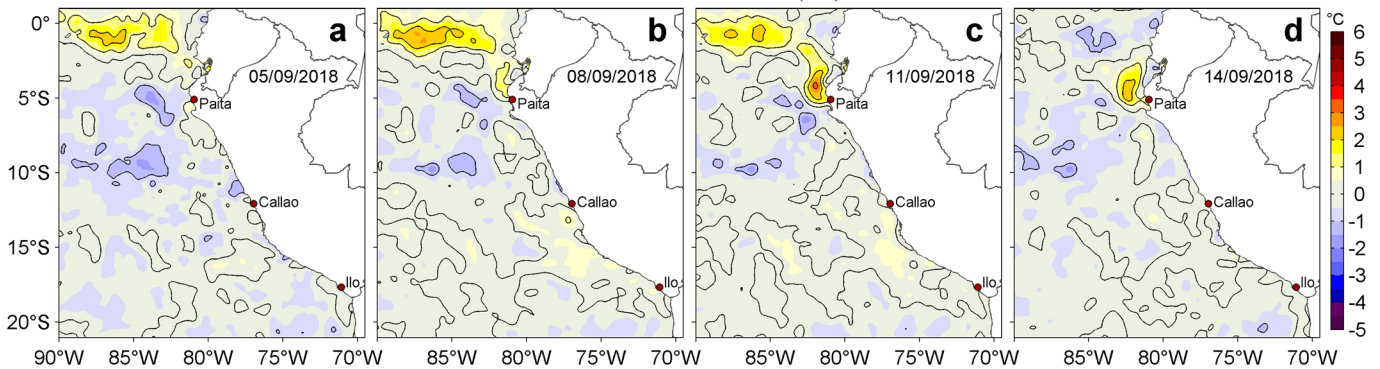 a
b
c
d
05/09/2018
08/09/2018
11/09/2018
14/09/2018
Paita
Paita
Paita
Paita
Callao
Callao
Callao
Callao
Ilo
Ilo
Ilo
Ilo
0°
5°S
10°S
15°S
20°S
90°W 85°W 80°W 75°W 70°W
85°W 80°W 75°W 70°W
85°W 80°W 75°W 70°W
85°W 80°W 75°W 70°W
°C
6
5
4
3
2
1
0
-1
-2
-3
-4
-5